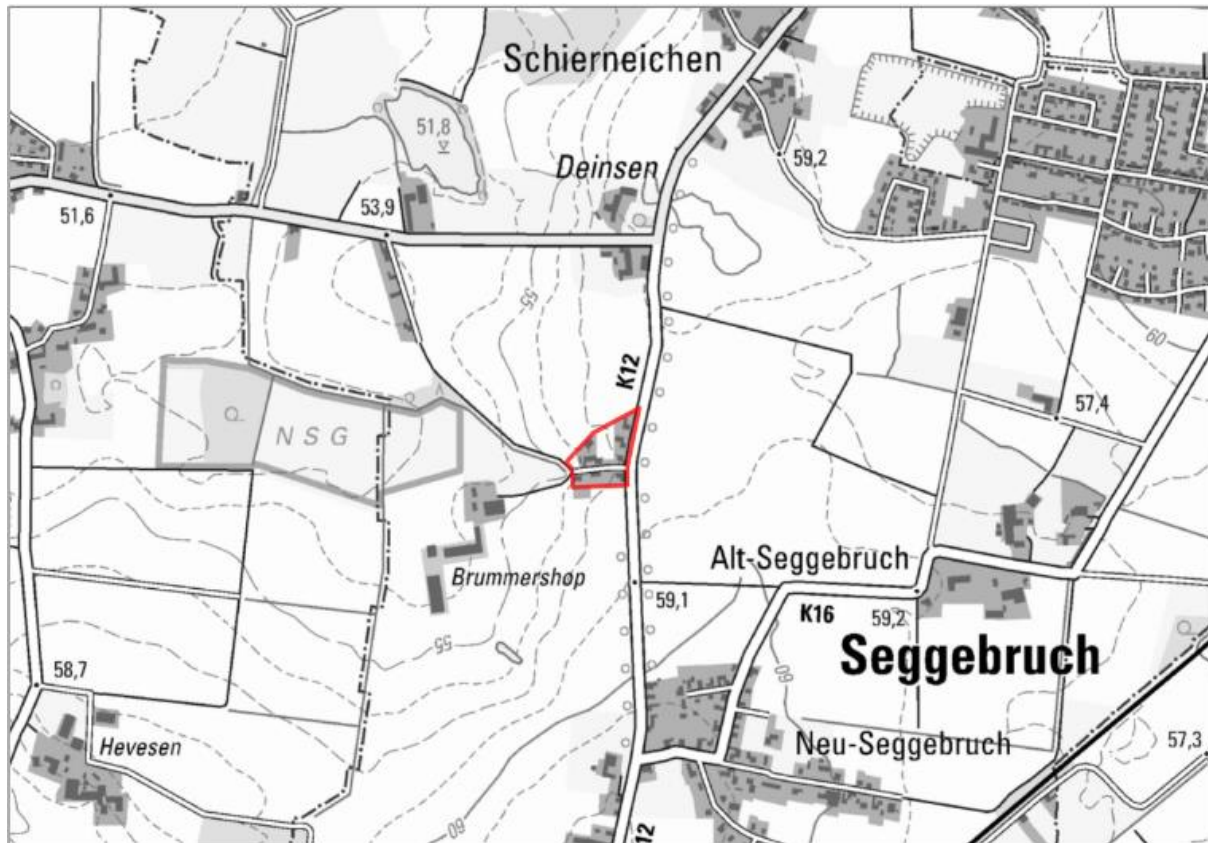 Schierneichen
51,8
59,2
Deinsen
51,6
53,9
55
60
K12
57,4
NSG
Alt-Seggebruch
Brummershop
59,1
K16
59,2
55
60
Seggebruch
58,7
Hevesen
Neu-Seggebruch
57,3
60
12